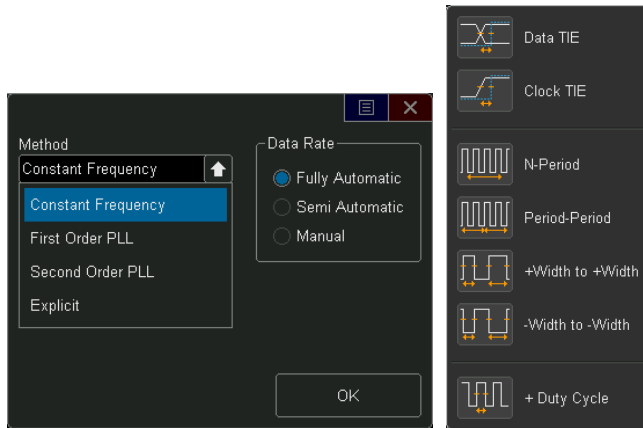 Method
Constant Frequency
Constant Frequency
First Order PLL
Second Order PLL
Explicit
Data Rate
Fully Automatic
Semi Automatic
Manual
OK
Data TIE
Clock TIE
N-Period
Period-Period
+Width to +Width
-Width to -Width
+ Duty Cycle